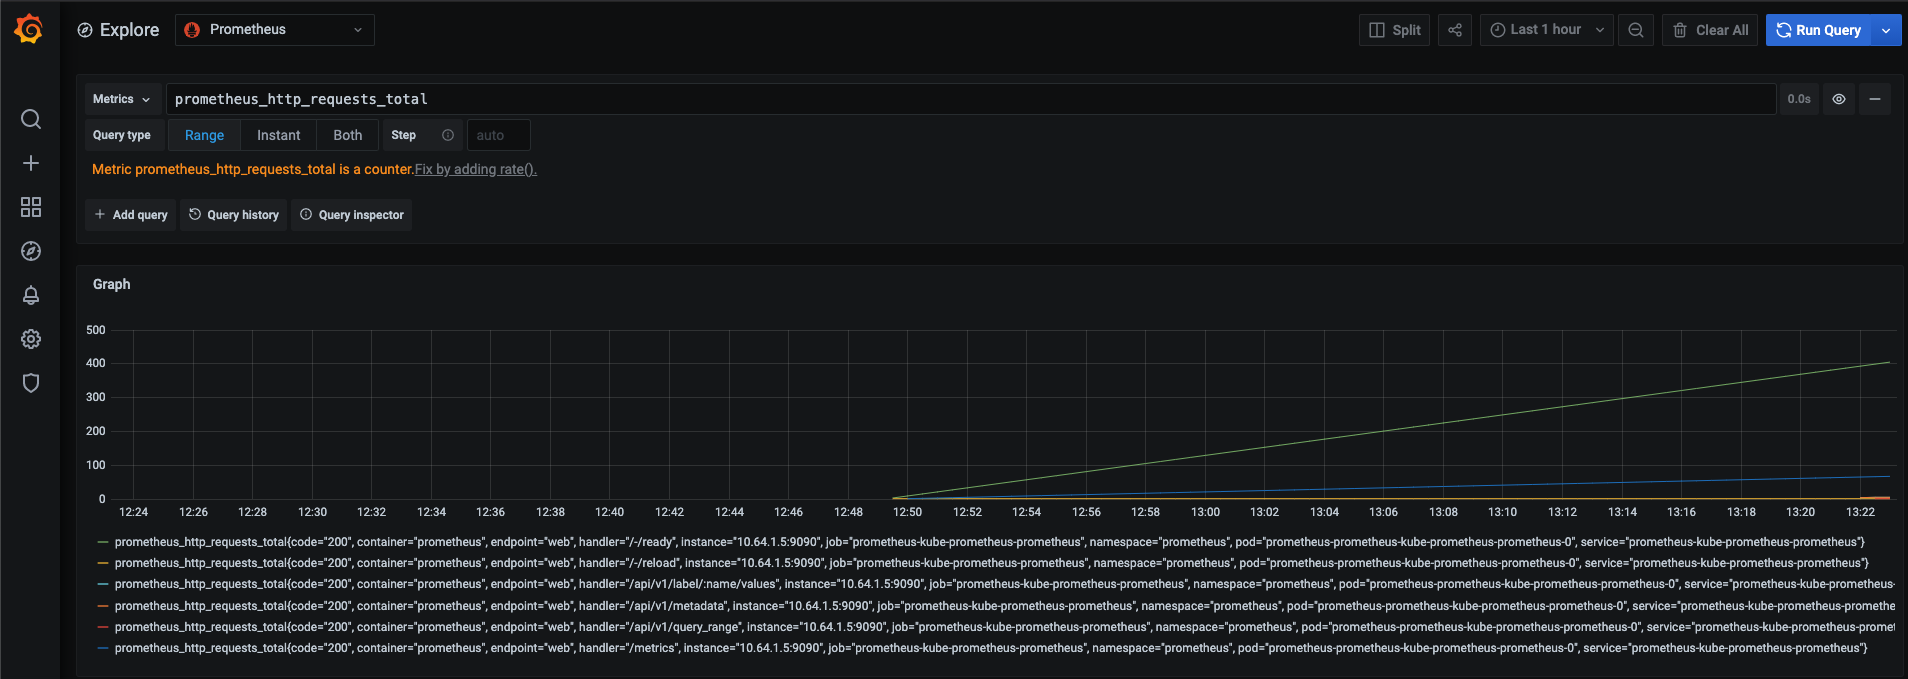 Explore Prometheus Split Last 1 hour Clear All Run Query
Metrics prometheus_http_requests_total 0.0s
Query type Range Instant Both Step auto
Metric prometheus_http_requests_total is a counter. Fix by adding rate().
+ Add query Query history Query inspector
Graph
500
400
300
200
100
0
12:24 12:26 12:28 12:30 12:32 12:34 12:36 12:38 12:40 12:42 12:44 12:46 12:48 12:50 12:52 12:54 12:56 12:58 13:00 13:02 13:04 13:06 13:08 13:10 13:12 13:14 13:16 13:18 13:20 13:22
prometheus_http_requests_total{code="200", container="prometheus", endpoint="web", handler="/-/ready", instance="10.64.1.5:9090", job="prometheus-kube-prometheus-prometheus", namespace="prometheus", pod="prometheus-prometheus-kube-prometheus-prometheus-0", service="prometheus-kube-prometheus-prometheus"}
prometheus_http_requests_total{code="200", container="prometheus", endpoint="web", handler="/-/reload", instance="10.64.1.5:9090", job="prometheus-kube-prometheus-prometheus", namespace="prometheus", pod="prometheus-prometheus-kube-prometheus-prometheus-0", service="prometheus-kube-prometheus-prometheus"}
prometheus_http_requests_total{code="200", container="prometheus", endpoint="web", handler="/api/v1/label/:name/values", instance="10.64.1.5:9090", job="prometheus-kube-prometheus-prometheus", namespace="prometheus", pod="prometheus-prometheus-kube-prometheus-prometheus-0", service="prometheus-kube-prometheus-
prometheus_http_requests_total{code="200", container="prometheus", endpoint="web", handler="/api/v1/metadata", instance="10.64.1.5:9090", job="prometheus-kube-prometheus-prometheus", namespace="prometheus", pod="prometheus-prometheus-kube-prometheus-prometheus-0", service="prometheus-kube-prometheus-promethe
prometheus_http_requests_total{code="200", container="prometheus", endpoint="web", handler="/api/v1/query_range", instance="10.64.1.5:9090", job="prometheus-kube-prometheus-prometheus", namespace="prometheus", pod="prometheus-prometheus-kube-prometheus-prometheus-0", service="prometheus-kube-prometheus-promet
prometheus_http_requests_total{code="200", container="prometheus", endpoint="web", handler="/metrics", instance="10.64.1.5:9090", job="prometheus-kube-prometheus-prometheus", namespace="prometheus", pod="prometheus-prometheus-kube-prometheus-prometheus-0", service="prometheus-kube-prometheus-prometheus"}